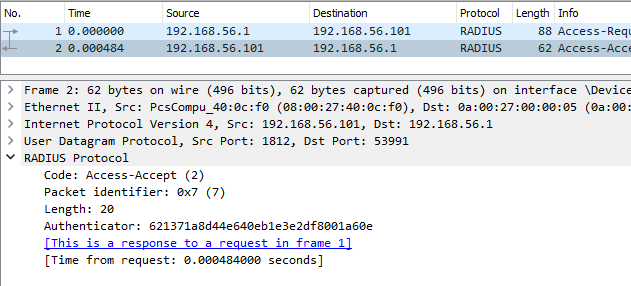 No. Time Source Destination Protocol Length Info
1 0.000000 192.168.56.1 192.168.56.101 RADIUS 88 Access-Requ
2 0.000484 192.168.56.101 192.168.56.1 RADIUS 62 Access-Acce
Frame 2: 62 bytes on wire (496 bits), 62 bytes captured (496 bits) on interface \Device
Ethernet II, Src: PcsCompu_40:0c:f0 (08:00:27:40:0c:f0), Dst: 0a:00:27:00:00:05 (0a:00:
Internet Protocol Version 4, Src: 192.168.56.101, Dst: 192.168.56.1
User Datagram Protocol, Src Port: 1812, Dst Port: 53991
RADIUS Protocol
Code: Access-Accept (2)
Packet identifier: 0x7 (7)
Length: 20
Authenticator: 621371a8d44e640eb1e3e2df8001a60e
[This is a response to a request in frame 1]
[Time from request: 0.000484000 seconds]